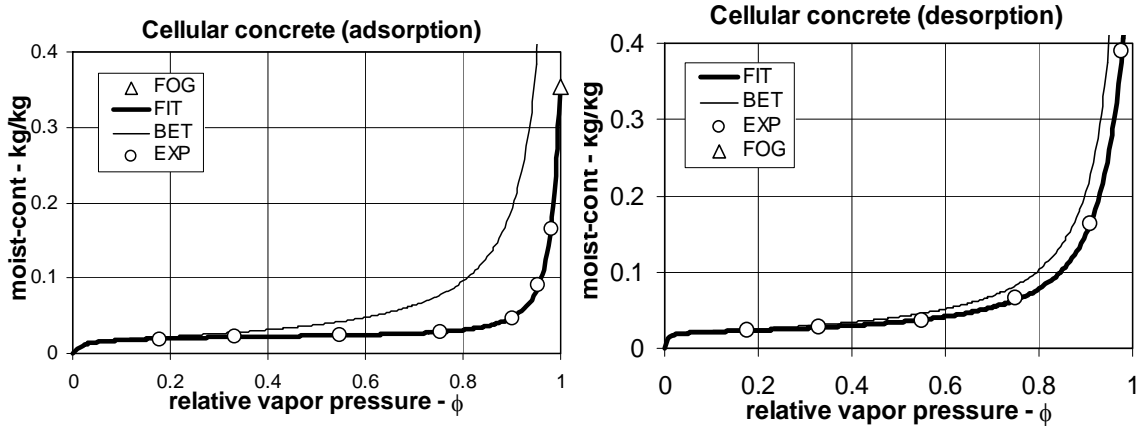 Cellular concrete (adsorption)
moist-cont - kg/kg
0.4
0.3
0.2
0.1
0
FOG
FIT
BET
EXP
0
0.2
0.4
0.6
0.8
1
relative vapor pressure - ϕ
Cellular concrete (desorption)
moist-cont - kg/kg
0.4
0.3
0.2
0.1
0
FIT
BET
EXP
FOG
0
0.2
0.4
0.6
0.8
1
relative vapor pressure - ϕ